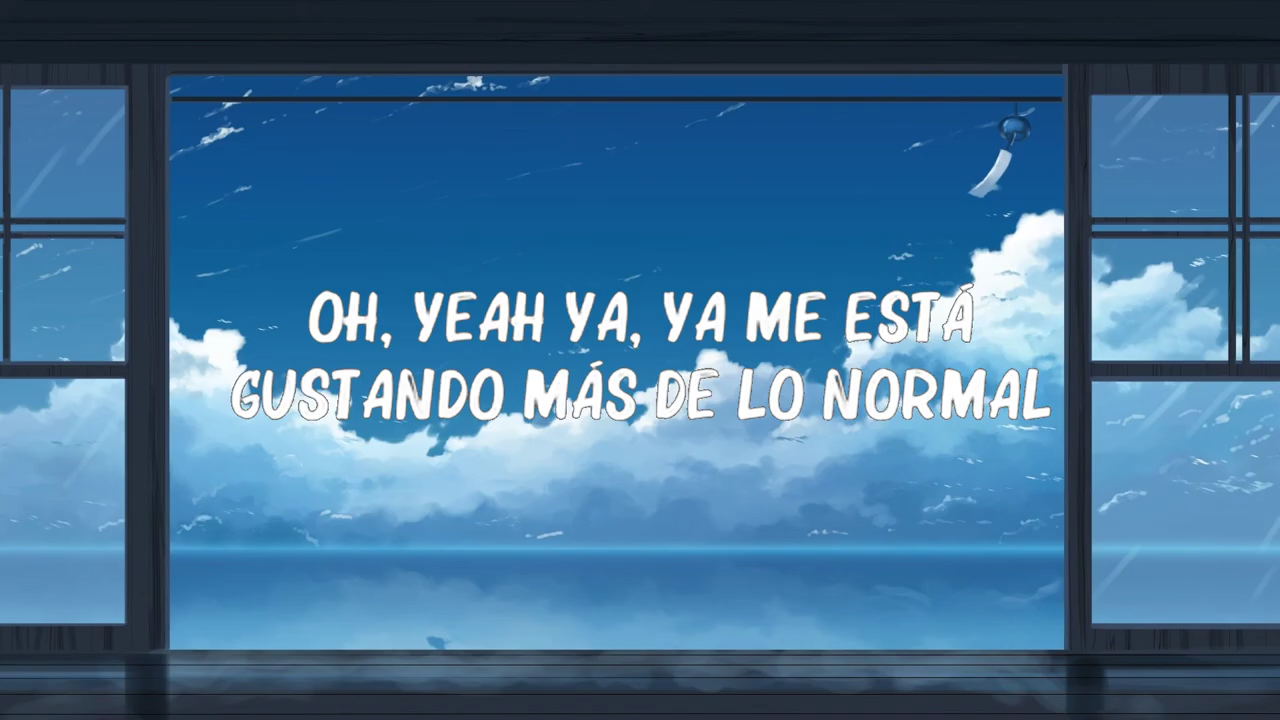 OH, YEAH YA, YA ME ESTÁ
GUSTANDO MÁS DE LO NORMAL